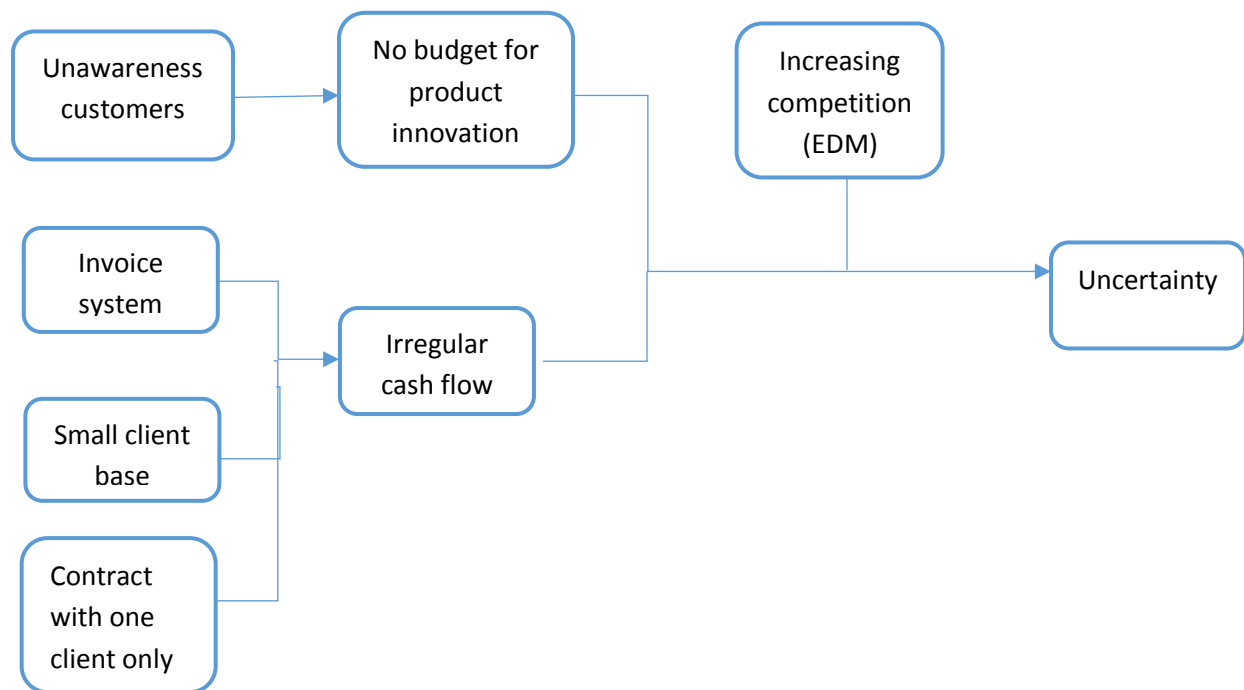 Unawareness
customers
No budget for
product
innovation
Increasing
competition
(EDM)
Invoice
system
Irregular
cash flow
Uncertainty
Small client
base
Contract
with one
client only